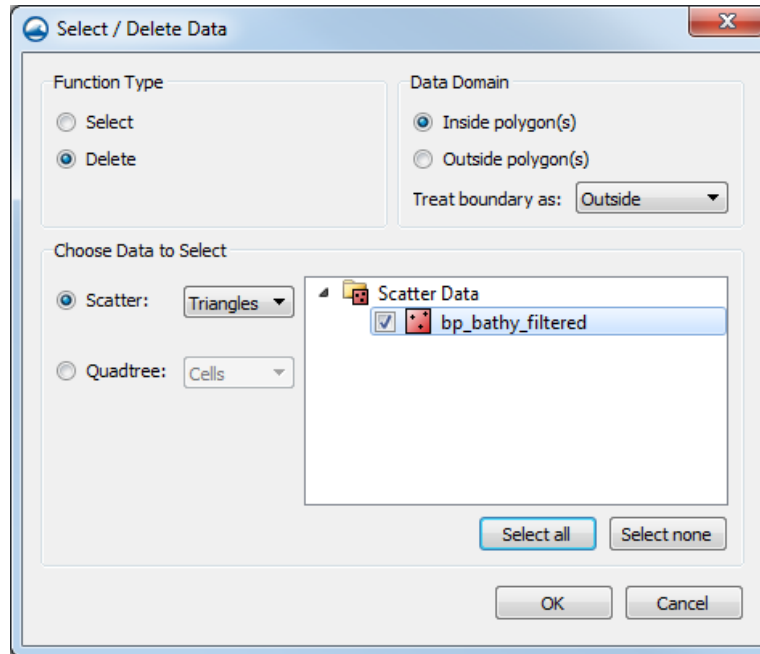 Select / Delete Data
Function Type
Select
Delete
Data Domain
Inside polygon(s)
Outside polygon(s)
Treat boundary as: Outside
Choose Data to Select
Scatter: Triangles
Quadtree: Cells
Scatter Data
bp_bathy_filtered
Select all Select none
OK Cancel